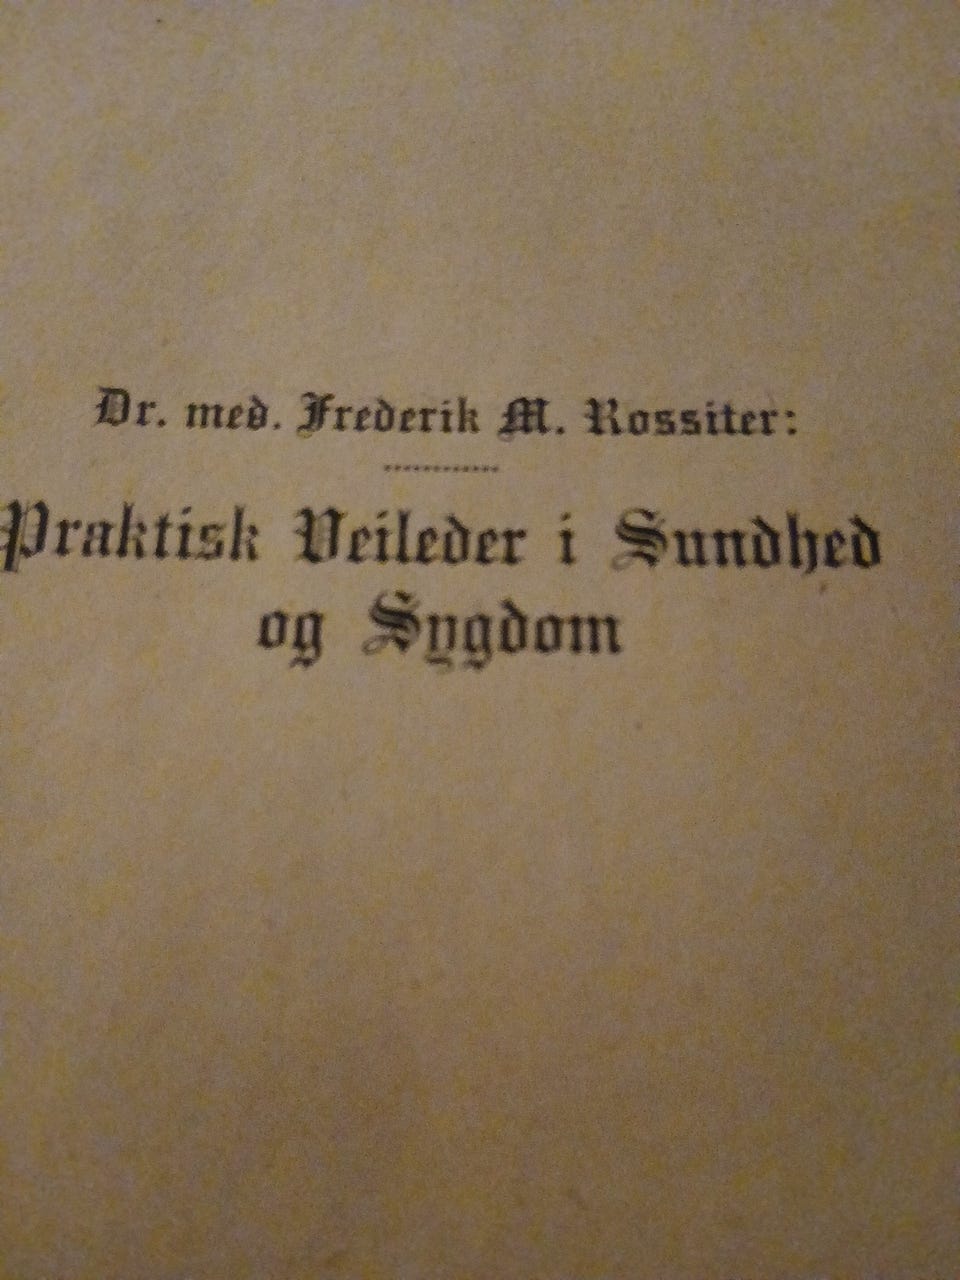 Dr. med. Frederik M. Rossiter:
Praktisk Veileder i Sundhed
og Sygdom